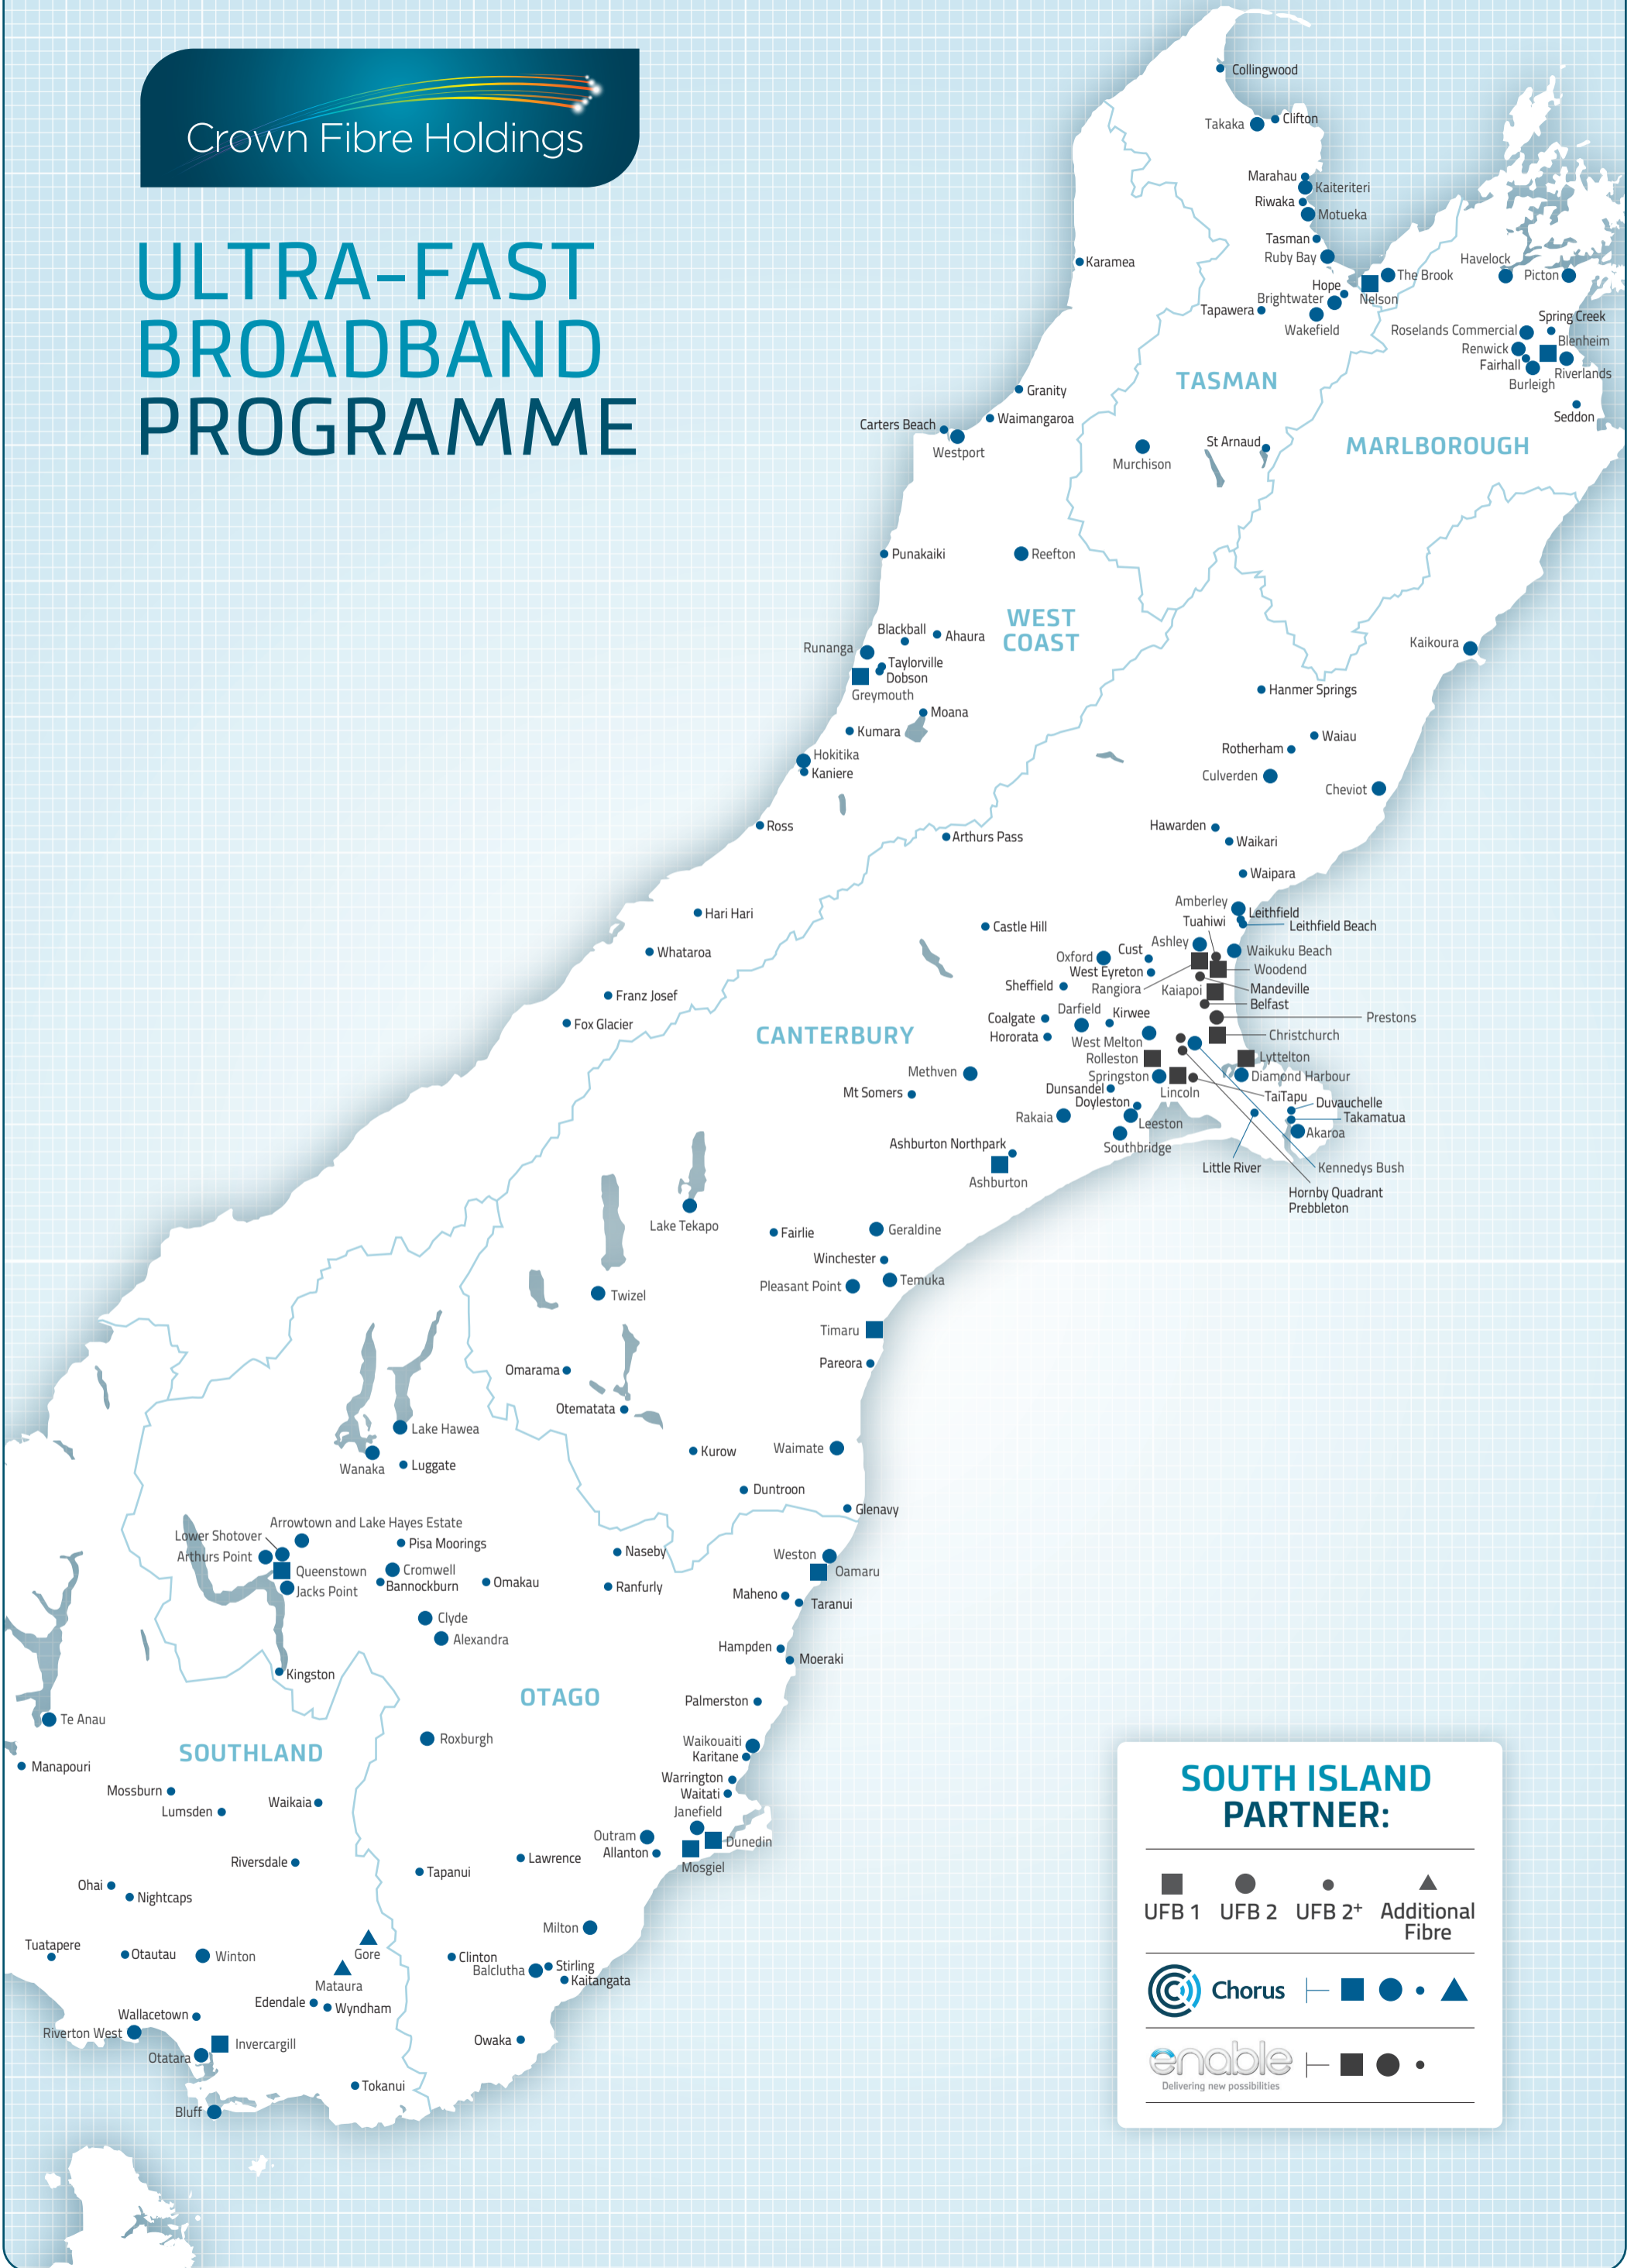 Crown Fibre Holdings
ULTRA-FAST
BROADBAND
PROGRAMME
Collingwood
Takaka
Clifton
Marahau
Kaiteriteri
Riwaka
Motueka
Tasman
Ruby Bay
Karamea
Havelock
The Brook
Picton
Hope
Brightwater
Nelson
Tapawera
Wakefield
Spring Creek
Roselands Commercial
Blenheim
Renwick
Fairhall
Riverlands
Burleigh
TASMAN
Granity
Seddon
Waimangaroa
Carters Beach
Westport
St Arnaud
MARLBOROUGH
Murchison
Punakaiki
Reefton
WEST
COAST
Blackball
Ahaura
Runanga
Kaikoura
Taylorville
Dobson
Greymouth
Hanmer Springs
Moana
Kumara
Waiau
Rotherham
Hokitika
Kaniere
Culverden
Cheviot
Ross
Hawarden
Arthurs Pass
Waikari
Waipara
Amberley
Hari Hari
Leithfield
Tuahiwi
Leithfield Beach
Castle Hill
Ashley
Cust
Whataroa
Waikuku Beach
Oxford
West Eyreton
Woodend
Sheffield
Rangiora
Kaiapoi
Mandeville
Franz Josef
Belfast
Darfield
Kirwee
Coalgate
Prestons
Fox Glacier
CANTERBURY
Hororata
West Melton
Christchurch
Rolleston
Lyttelton
Methven
Springston
Diamond Harbour
Dunsandel
Mt Somers
Lincoln
TaiTapu
Doyleston
Duvauchelle
Rakaia
Leeston
Takamatua
Akaroa
Ashburton Northpark
Southbridge
Little River
Kennedys Bush
Ashburton
Hornby Quadrant
Prebbleton
Lake Tekapo
Fairlie
Geraldine
Winchester
Pleasant Point
Temuka
Twizel
Timaru
Pareora
Omarama
Otematata
Lake Hawea
Kurow
Waimate
Wanaka
Luggate
Duntroon
Glenavy
Arrowtown and Lake Hayes Estate
Lower Shotover
Pisa Moorings
Arthurs Point
Naseby
Weston
Queenstown
Cromwell
Oamaru
Jacks Point
Bannockburn
Omakau
Ranfurly
Maheno
Taranui
Clyde
Alexandra
Hampden
Moeraki
Kingston
OTAGO
Palmerston
Te Anau
Roxburgh
Waikouaiti
SOUTHLAND
Karitane
Manapouri
Warrington
Mossburn
Waitati
Lumsden
Waikaia
Janefield
Outram
Dunedin
Allanton
Mosgiel
Riversdale
Lawrence
Tapanui
Ohai
Nightcaps
Milton
Tuatapere
Otautau
Winton
Gore
Clinton
Balclutha
Stirling
Kaitangata
Mataura
Edendale
Wyndham
Wallacetown
Riverton West
Invercargill
Owaka
Otatara
Tokanui
Bluff
SOUTH ISLAND
PARTNER:
UFB 1 UFB 2 UFB 2+ Additional
Fibre
Chorus
enable
Delivering new possibilities